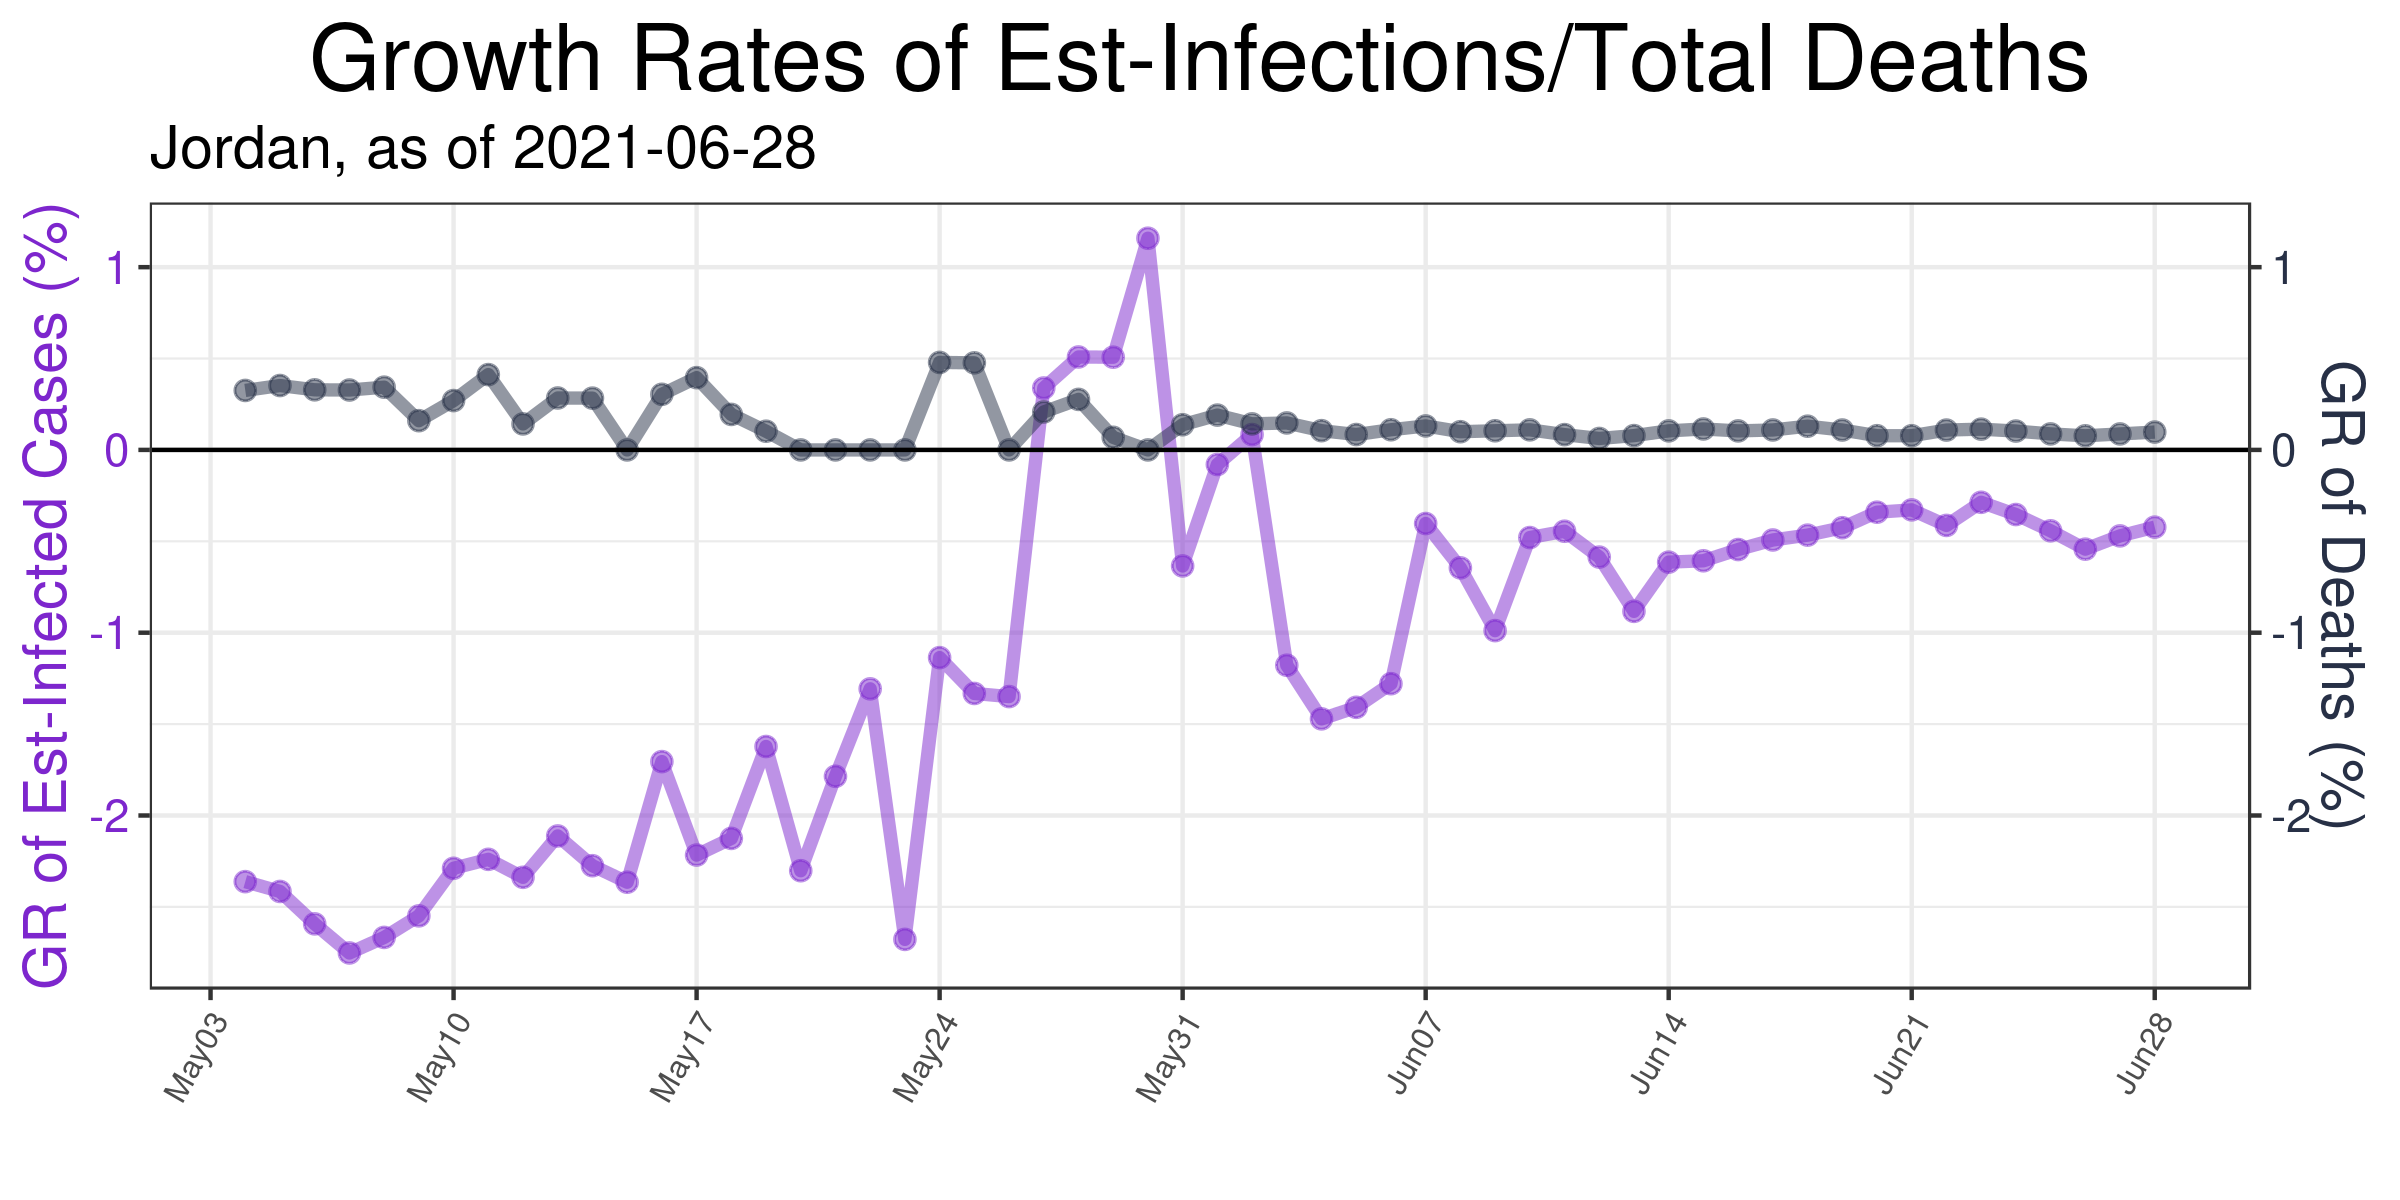 Growth Rates of Est-Infections/Total Deaths
Jordan, as of 2021-06-28
GR of Est-Infected Cases (%)
1
0
-1
-2
1
0
-1
-2
GR of Deaths (%)
May03
May10
May17
May24
May31
Jun07
Jun14
Jun21
Jun28